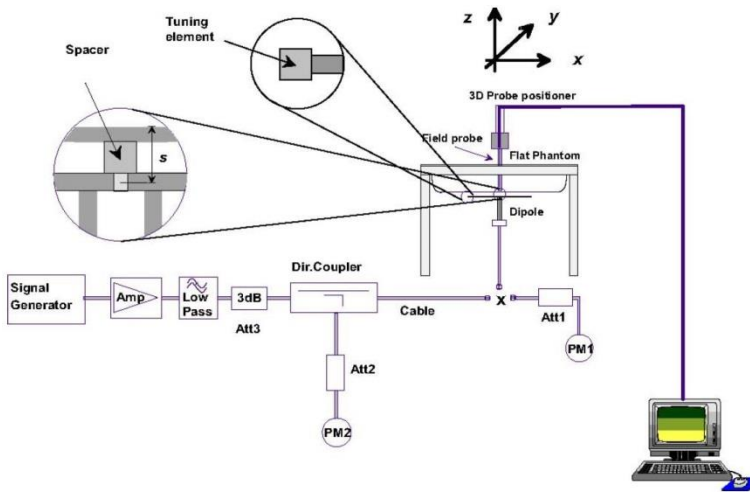 Tuning
element
Spacer
s
z
y
x
3D Probe positioner
Field probe
Flat Phantom
Dipole
Dir.Coupler
Signal
Generator
Amp
Low
Pass
3dB
Att3
Cable
x
Att1
PM1
Att2
PM2